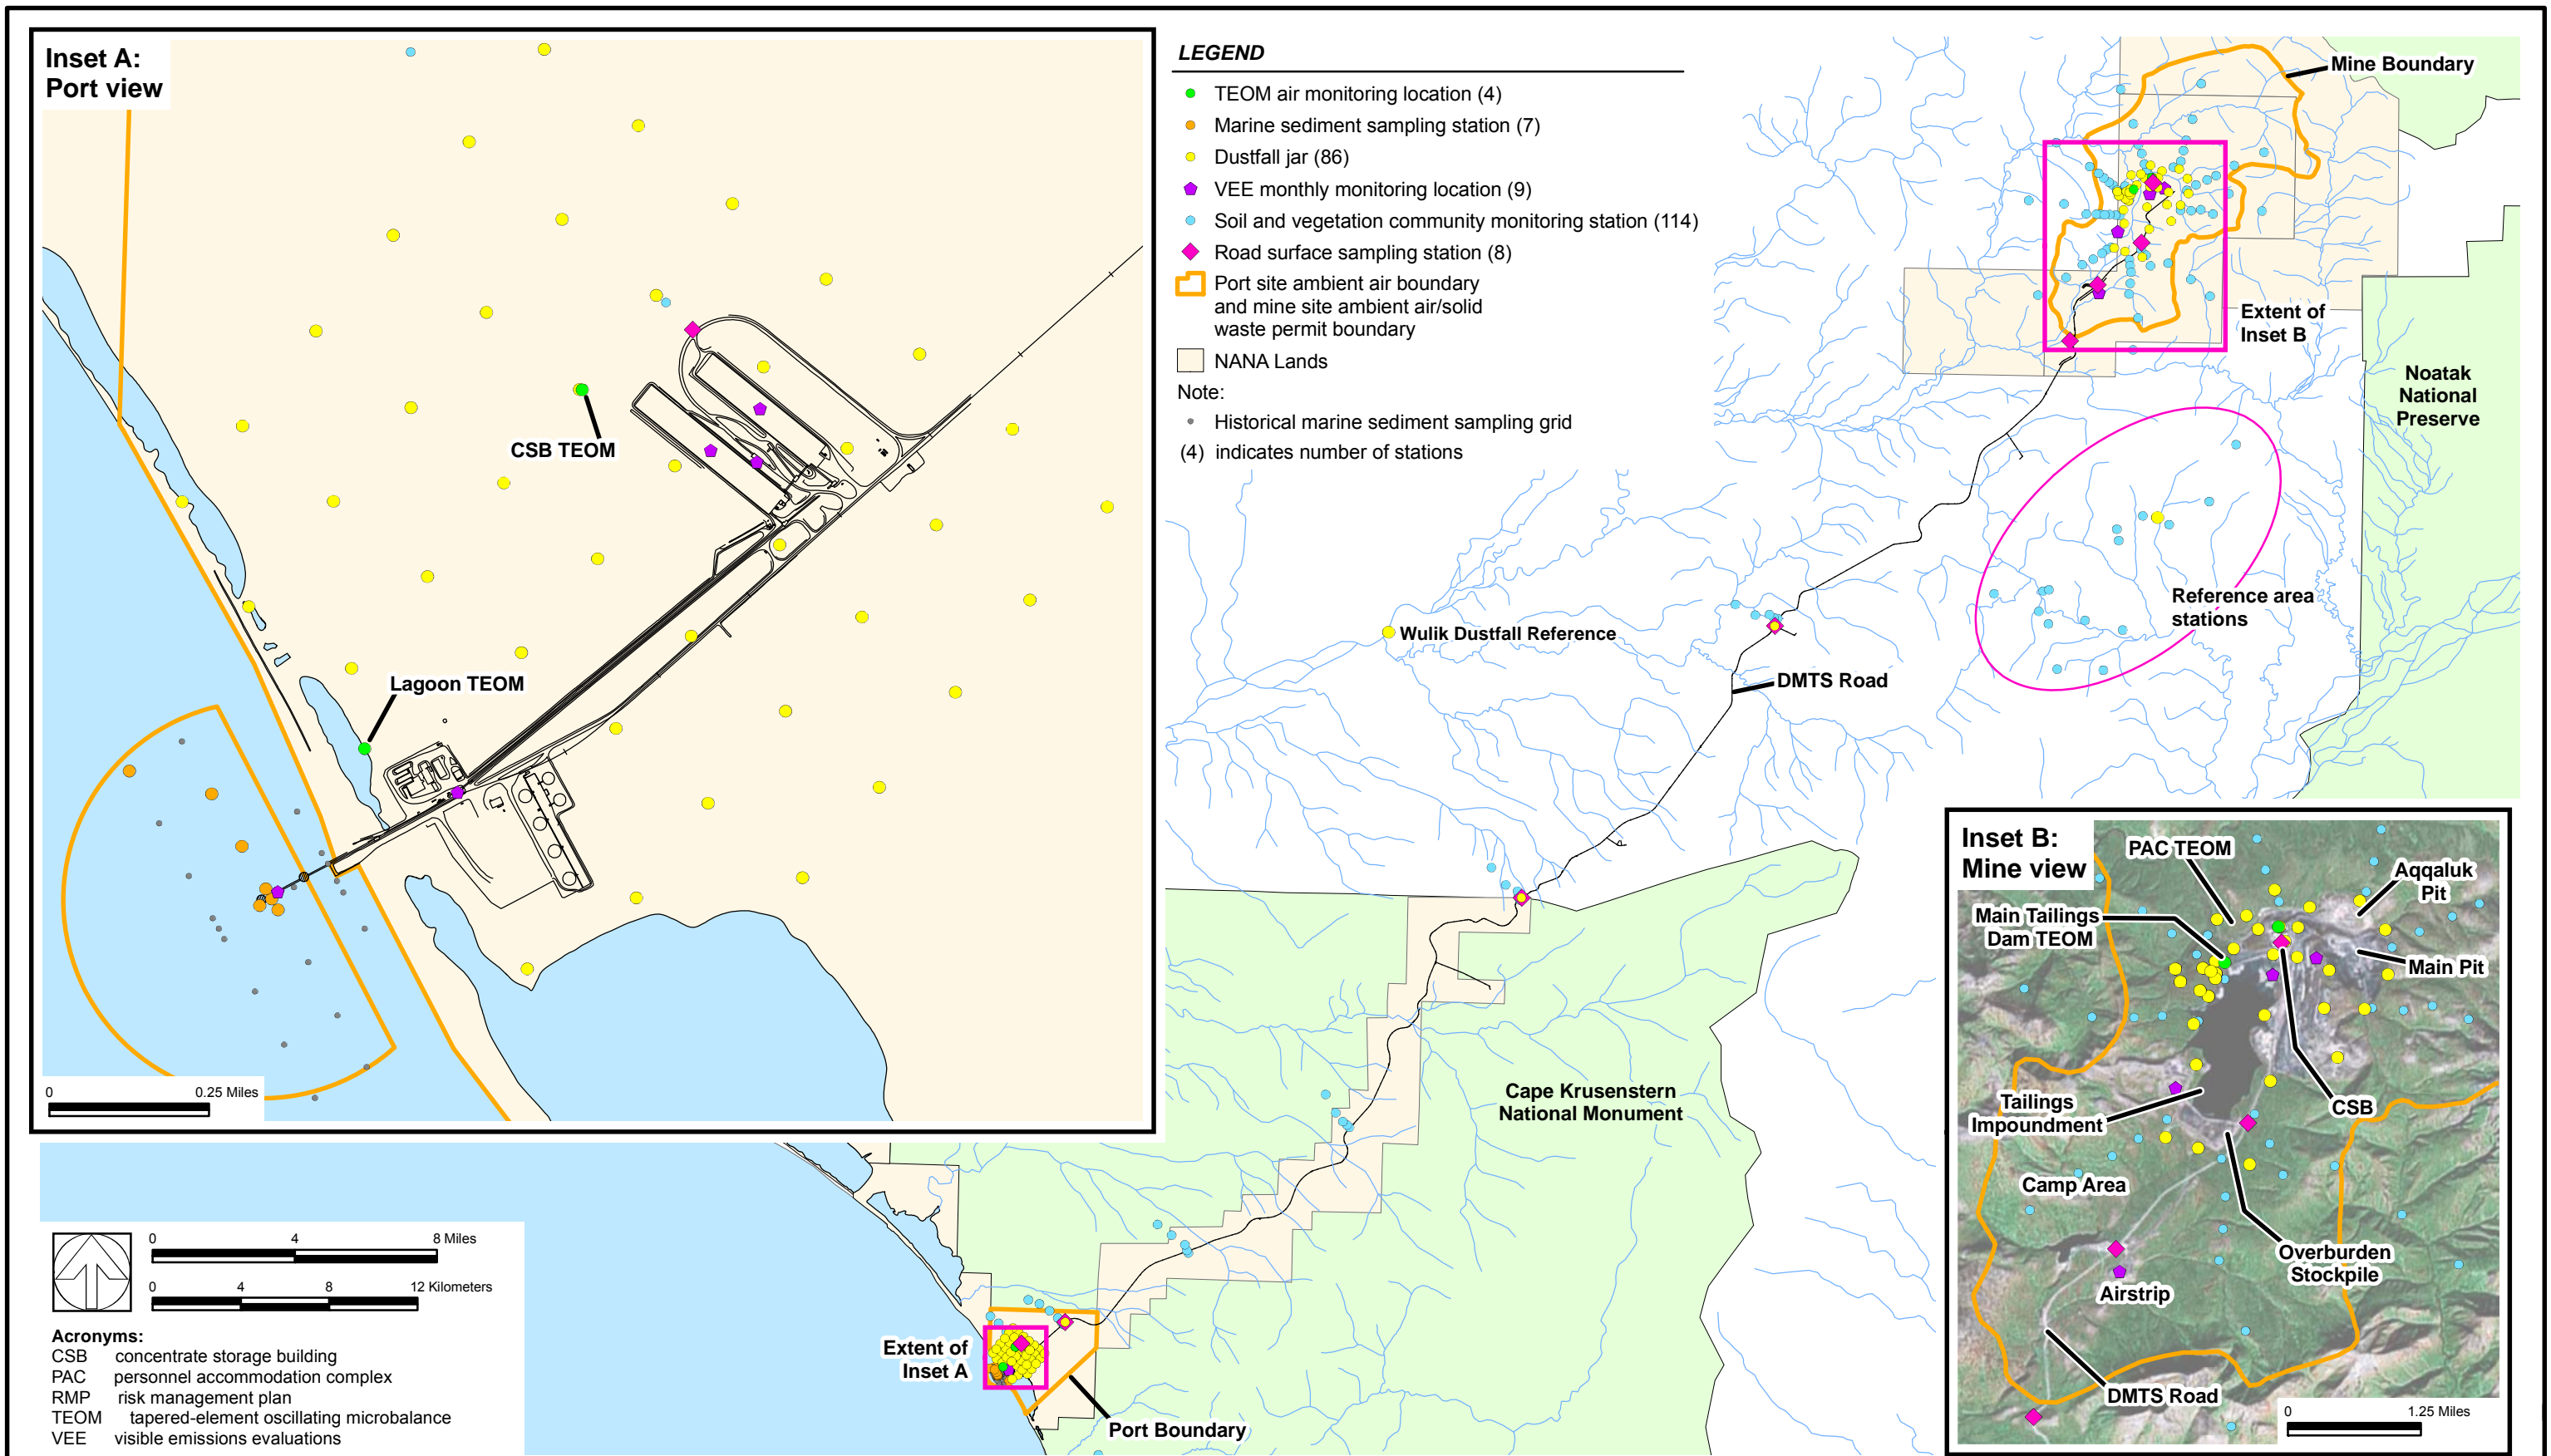 Inset A:
Port view
CSB TEOM
Lagoon TEOM
0 0.25 Miles
LEGEND
TEOM air monitoring location (4)
Marine sediment sampling station (7)
Dustfall jar (86)
VEE monthly monitoring location (9)
Soil and vegetation community monitoring station (114)
Road surface sampling station (8)
Port site ambient air boundary
and mine site ambient air/solid
waste permit boundary
NANA Lands
Note:
Historical marine sediment sampling grid
(4) indicates number of stations
Mine Boundary
Extent of
Inset B
Noatak
National
Preserve
Reference area
stations
Wulik Dustfall Reference
DMTS Road
Cape Krusenstern
National Monument
Extent of
Inset A
Port Boundary
Inset B:
Mine view
PAC TEOM
Aqqaluk
Pit
Main Tailings
Dam TEOM
Main Pit
Tailings
Impoundment
CSB
Camp Area
Overburden
Stockpile
Airstrip
DMTS Road
0 1.25 Miles
0 4 8 Miles
0 4 8 12 Kilometers
Acronyms:
CSB concentrate storage building
PAC personnel accommodation complex
RMP risk management plan
TEOM tapered-element oscillating microbalance
VEE visible emissions evaluations